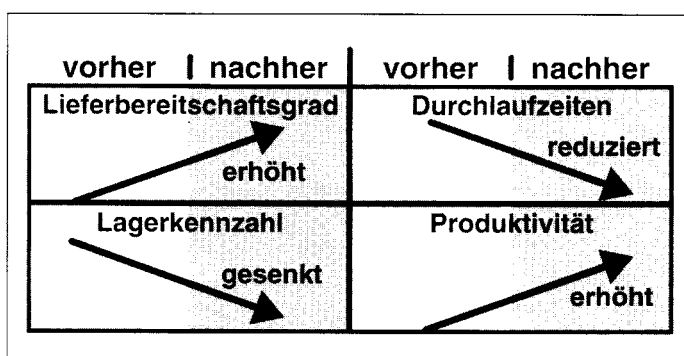 vorher | nachher vorher | nachher
Lieferbereitschaftsgrad Durchlaufzeiten
reduziert
erhöht
Lagerkennzahl Produktivität
gesenkt
erhöht